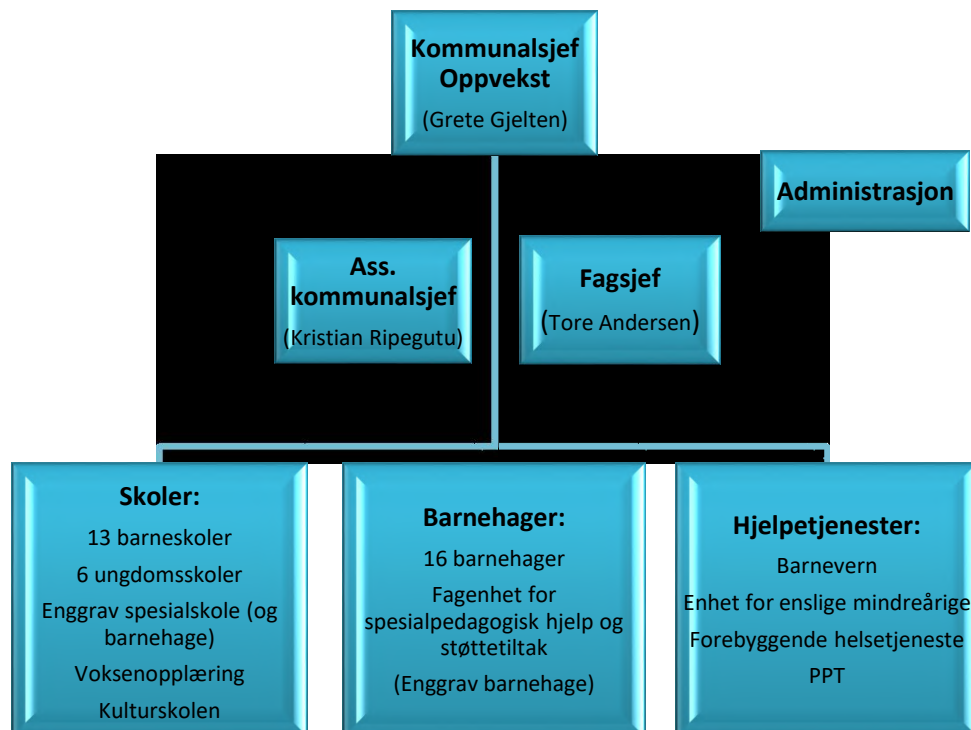 Kommunalsjef
Oppvekst
(Grete Gjelten)
Administrasjon
Ass.
kommunalsjef
(Kristian Ripegutu)
Fagsjef
(Tore Andersen)
Skoler:
13 barneskoler
6 ungdomsskoler
Enggrav spesialskole (og
barnehage)
Voksenopplæring
Kulturskolen
Barnehager:
16 barnehager
Fagenhet for
spesialpedagogisk hjelp og
støttetiltak
(Enggrav barnehage)
Hjelpetjenester:
Barnevern
Enhet for enslige mindreårige
Forebyggende helsetjeneste
PPT